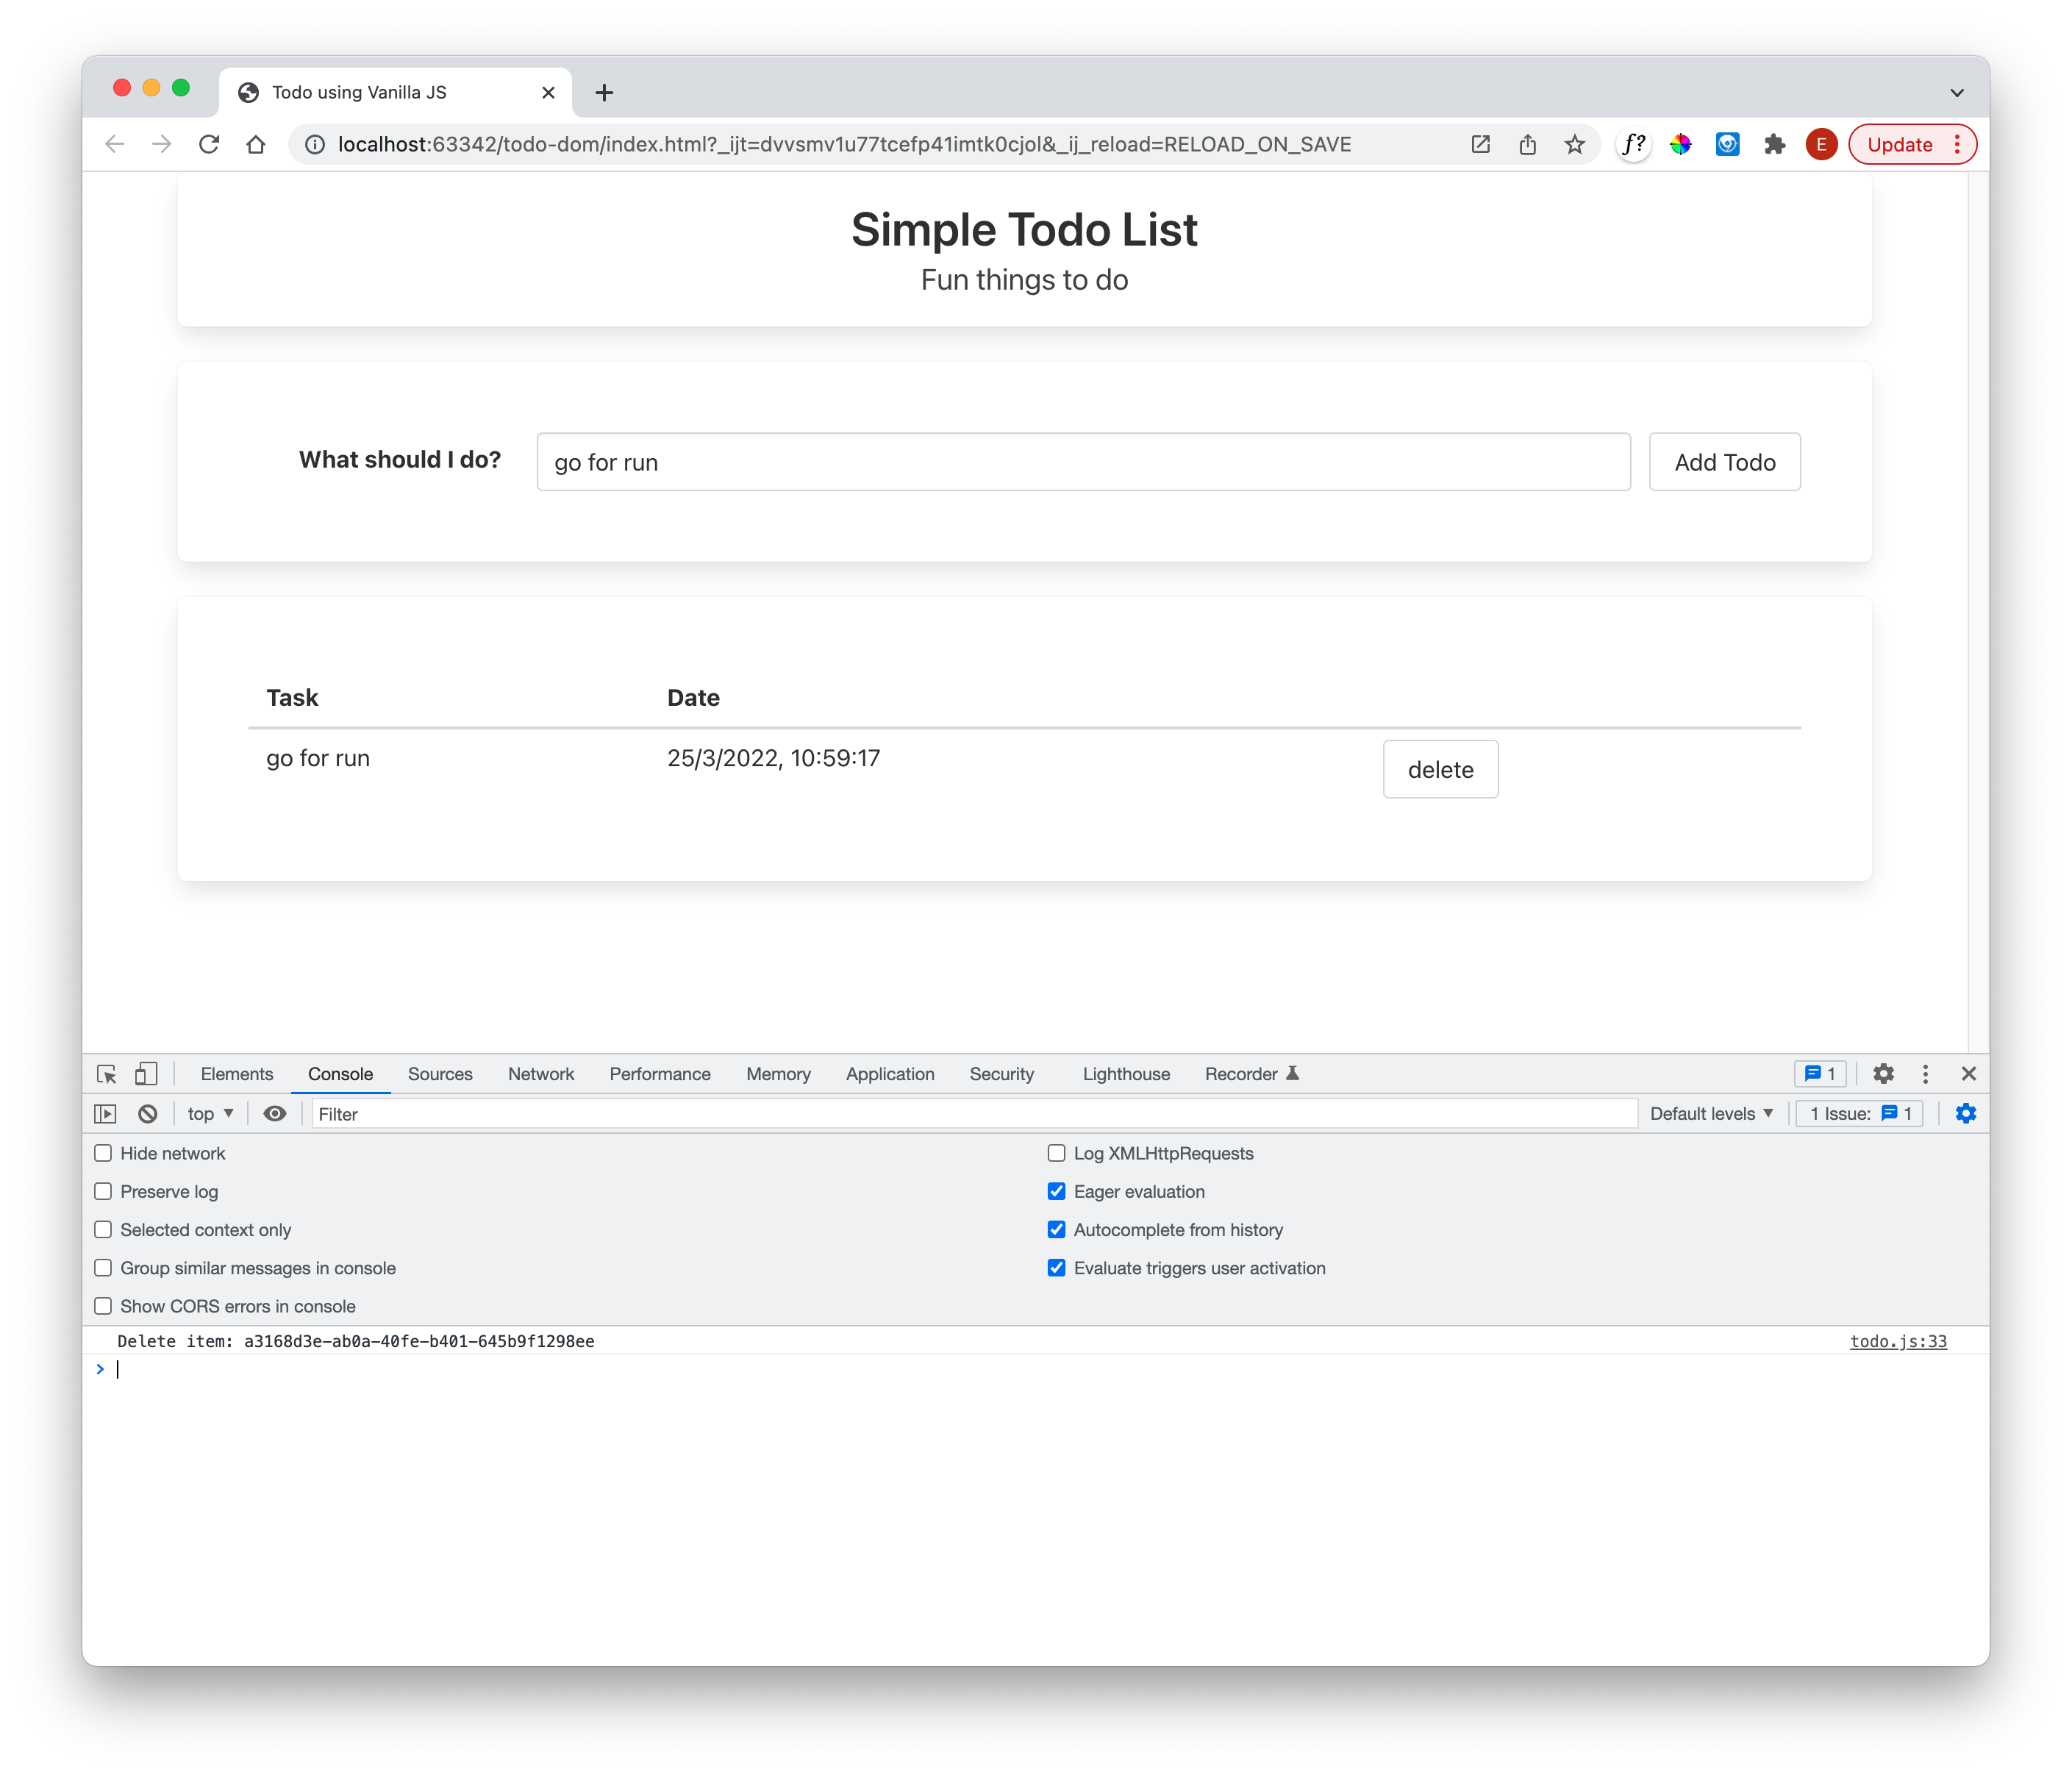 Todo using Vanilla JS
localhost:63342/todo-dom/index.html?_ijt=dvvsmv1u77tcefp41imtk0cjol&_ij_reload=RELOAD_ON_SAVE
f?
E
Update
Simple Todo List
Fun things to do
What should I do?
go for run
Add Todo
Task Date
go for run 25/3/2022, 10:59:17 delete
Elements Console Sources Network Performance Memory Application Security Lighthouse Recorder 1
top Filter Default levels 1 Issue: 1
Hide network Log XMLHttpRequests
Preserve log Eager evaluation
Selected context only Autocomplete from history
Group similar messages in console Evaluate triggers user activation
Show CORS errors in console
Delete item: a3168d3e-ab0a-40fe-b401-645b9f1298ee todo.js:33